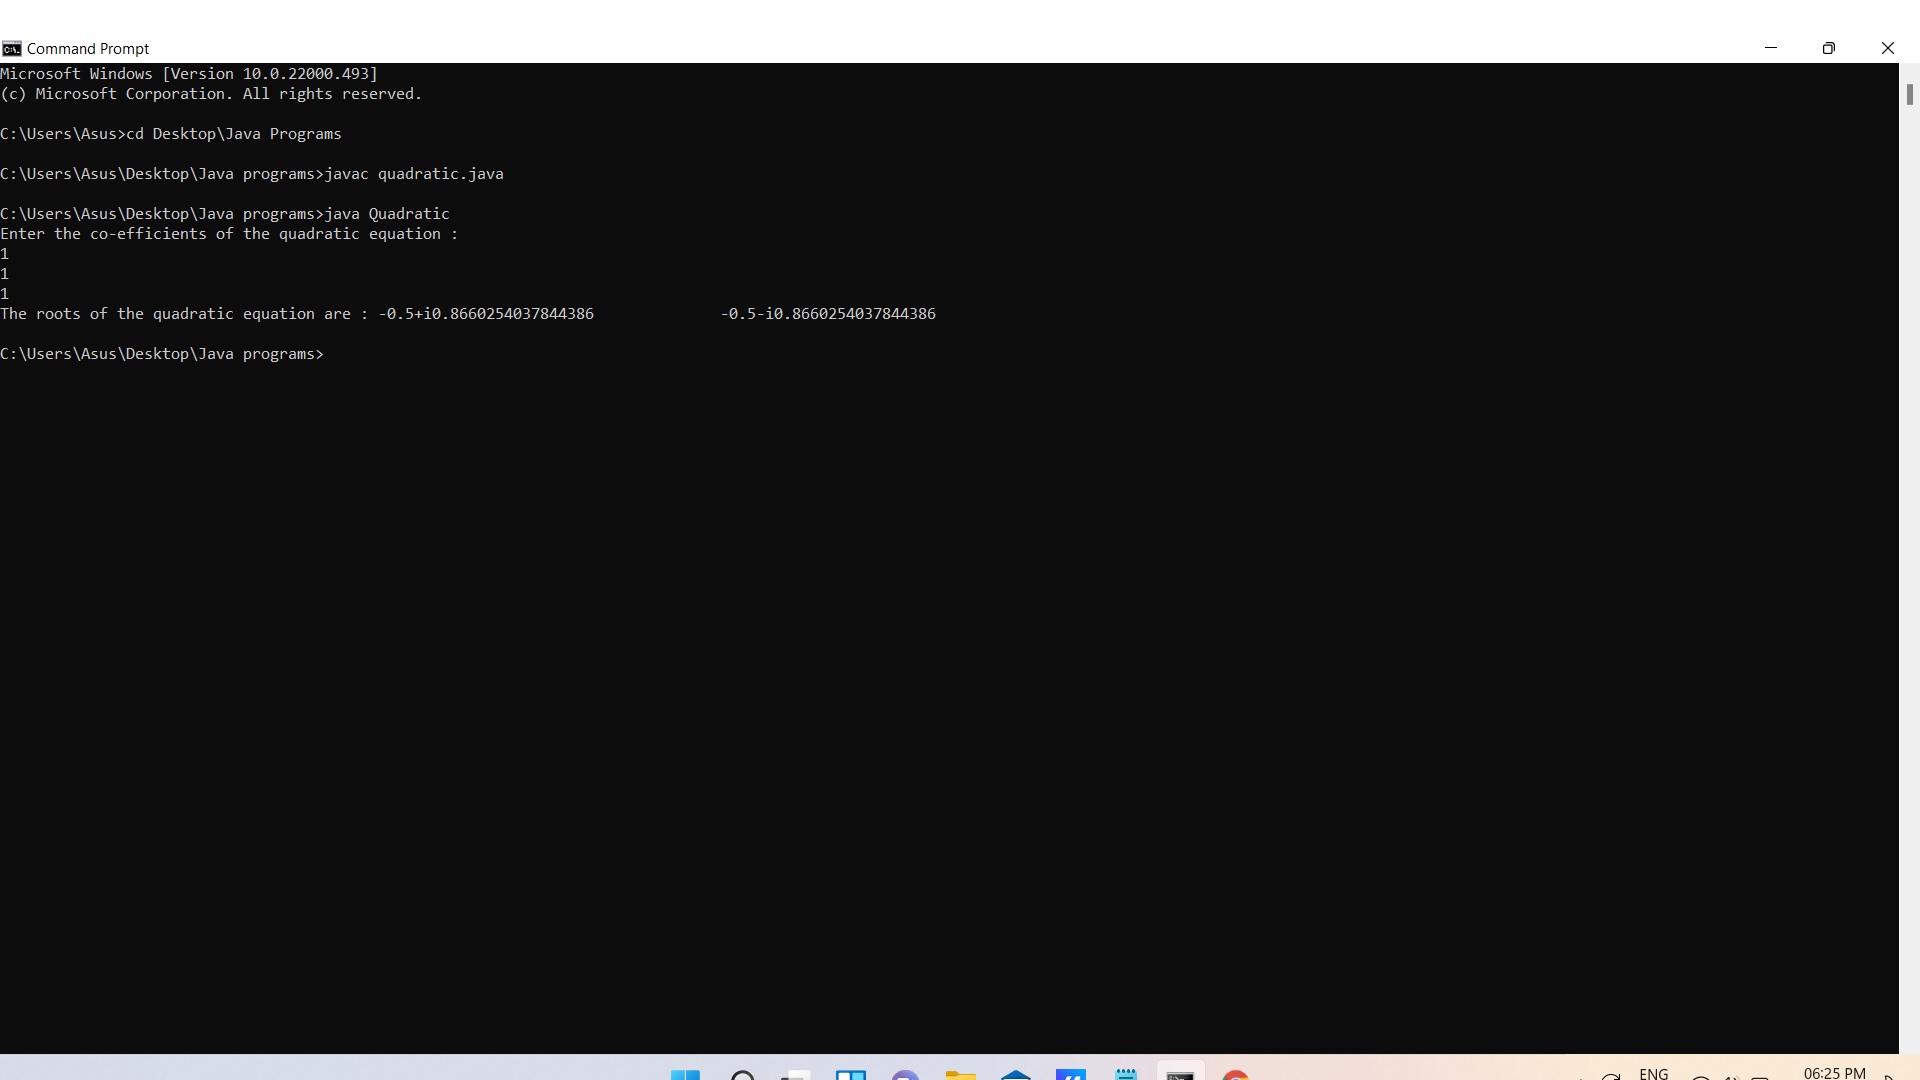 Command Prompt
Microsoft Windows [Version 10.0.22000.493]
(c) Microsoft Corporation. All rights reserved.
C:\Users\Asus>cd Desktop\Java Programs
C:\Users\Asus\Desktop\Java programs>javac quadratic.java
C:\Users\Asus\Desktop\Java programs>java Quadratic
Enter the co-efficients of the quadratic equation :
1
1
1
The roots of the quadratic equation are : -0.5+i0.8660254037844386 -0.5-i0.8660254037844386
C:\Users\Asus\Desktop\Java programs>
ENG 06:25 PM